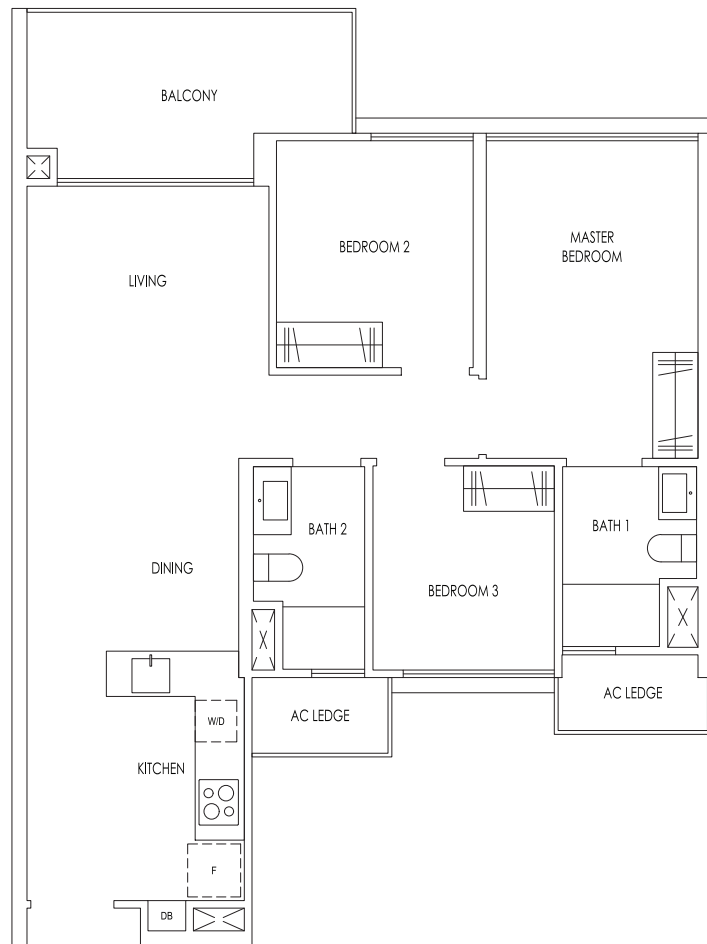 BALCONY
BEDROOM 2
MASTER
BEDROOM
LIVING
BATH 2
BATH 1
DINING
BEDROOM 3
AC LEDGE
AC LEDGE
W/D
KITCHEN
F
DB